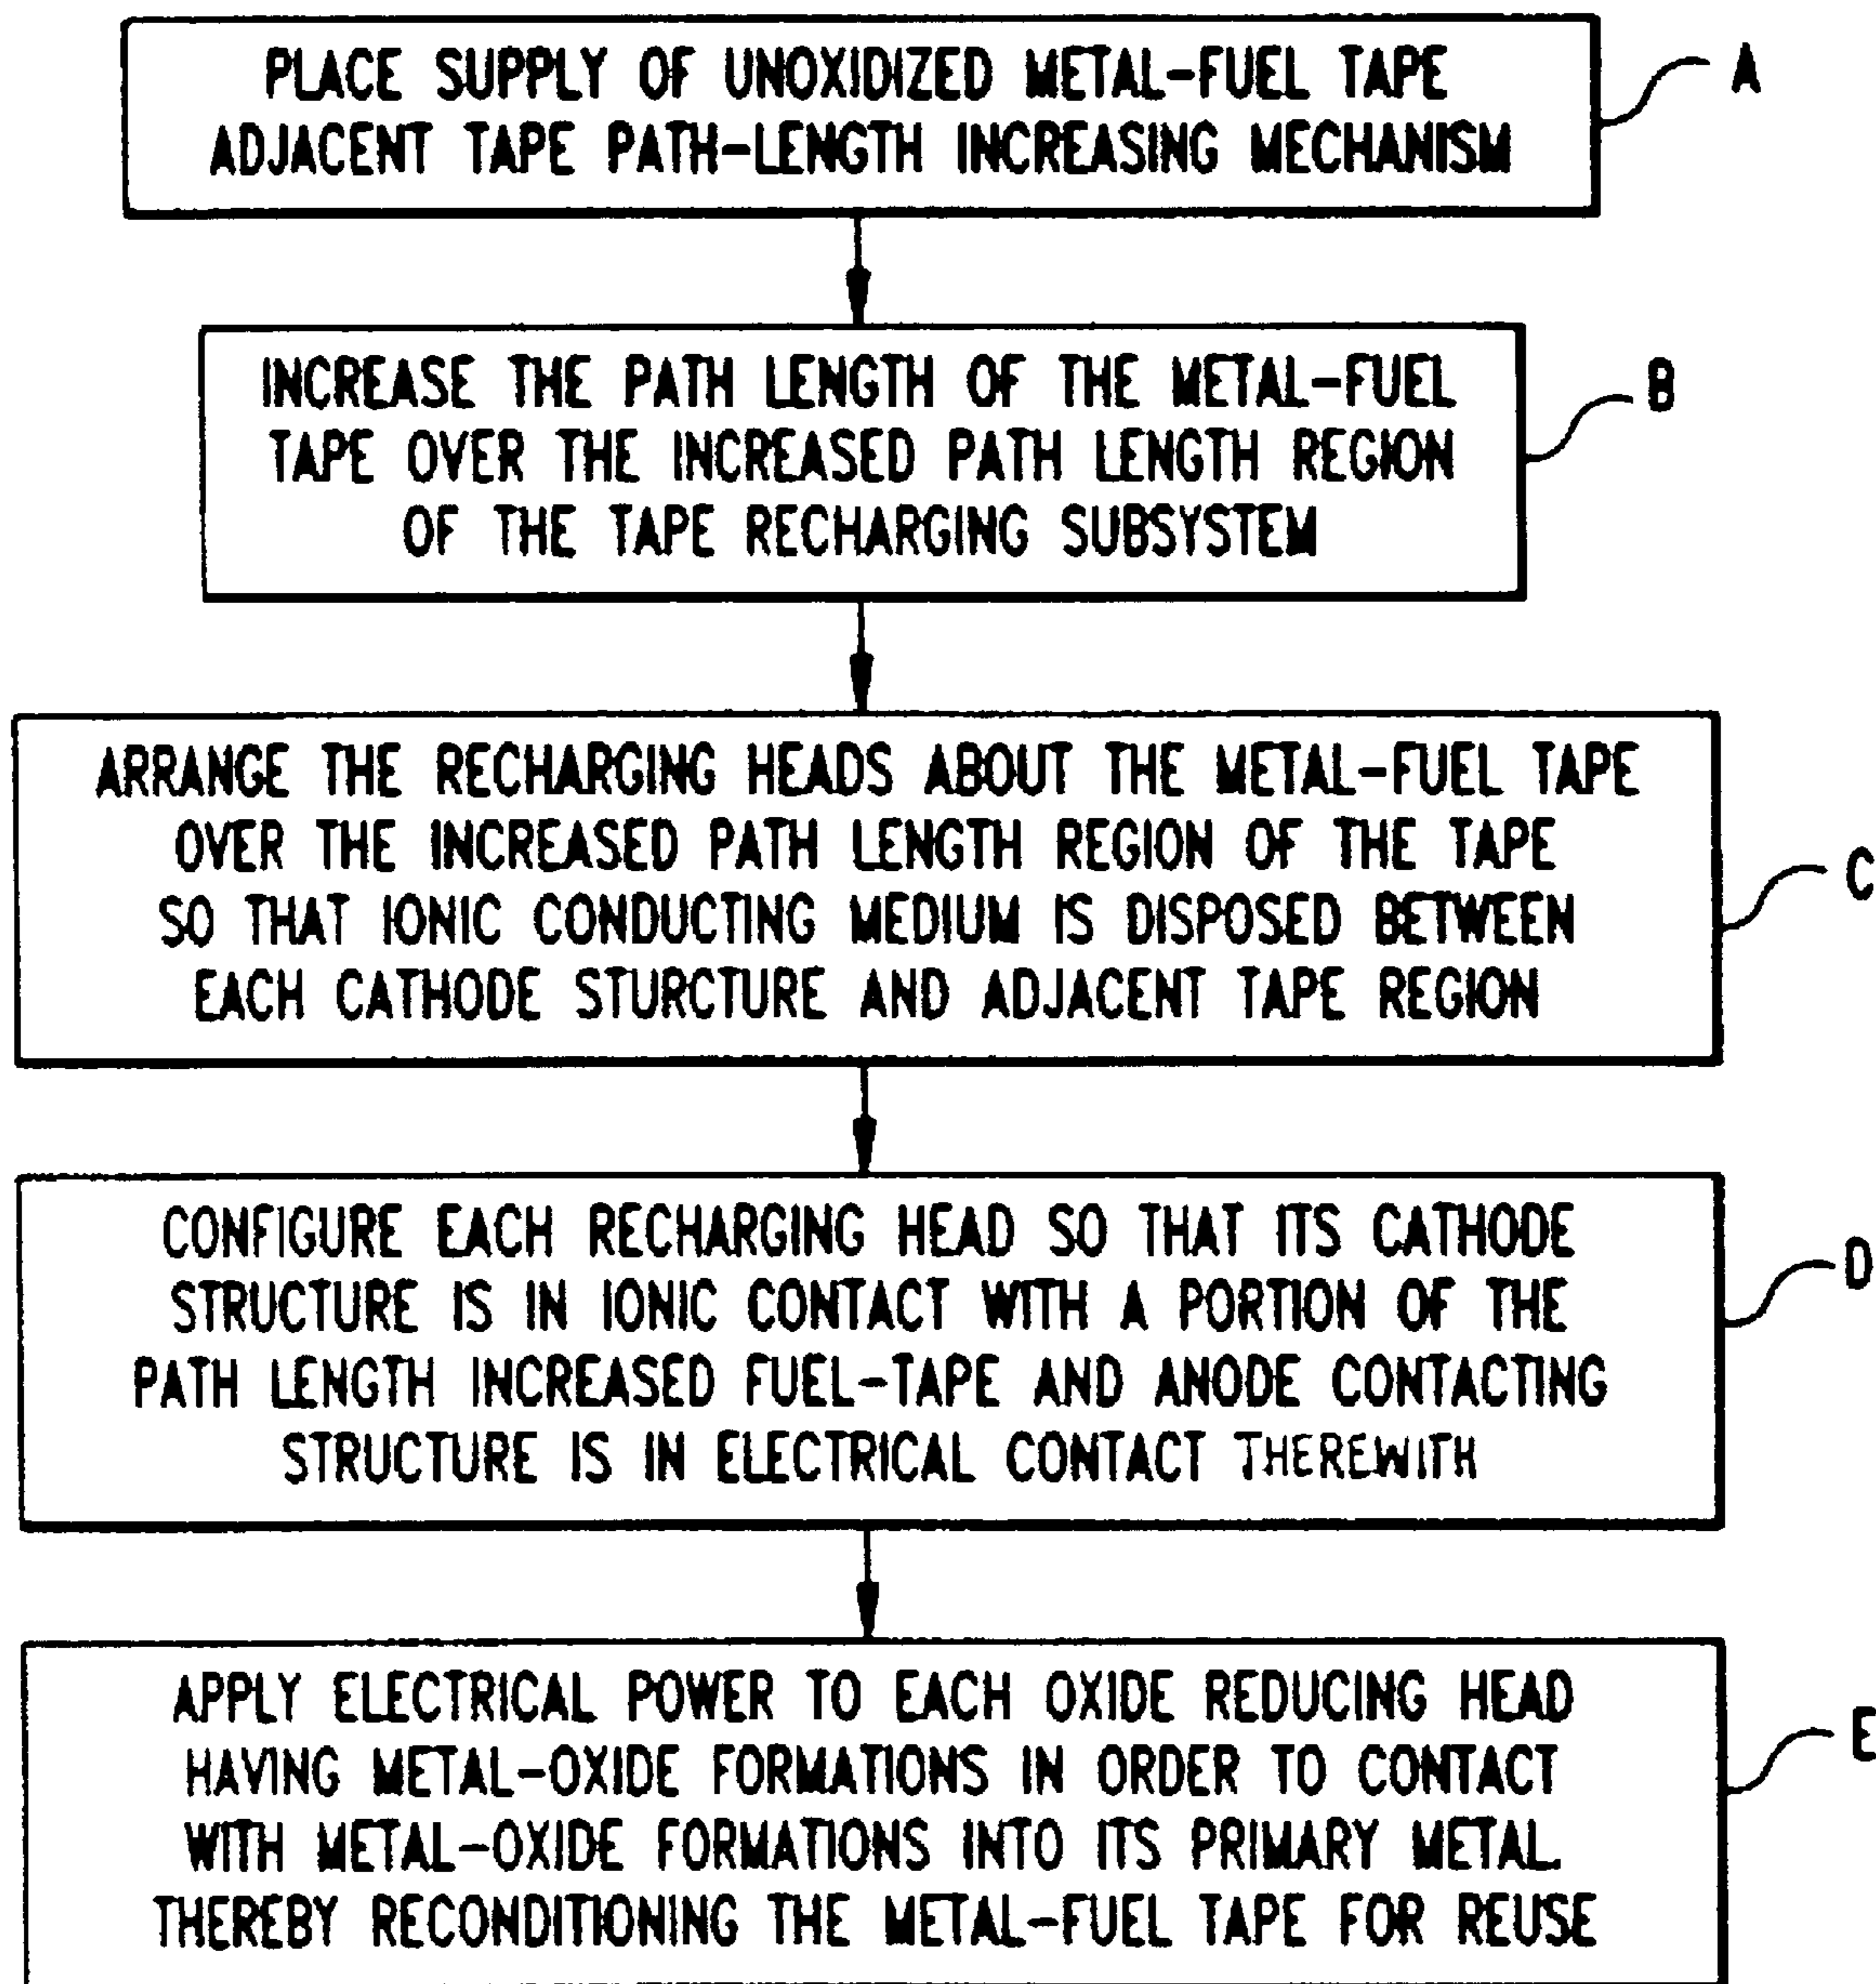 PLACE SUPPLY OF UNOXIDIZED METAL-FUEL TAPE
ADJACENT TAPE PATH-LENGTH INCREASING MECHANISM
A
INCREASE THE PATH LENGTH OF THE METAL-FUEL
TAPE OVER THE INCREASED PATH LENGTH REGION
OF THE TAPE RECHARGING SUBSYSTEM
B
ARRANGE THE RECHARGING HEADS ABOUT THE METAL-FUEL TAPE
OVER THE INCREASED PATH LENGTH REGION OF THE TAPE
SO THAT IONIC CONDUCTING MEDIUM IS DISPOSED BETWEEN
EACH CATHODE STURCTURE AND ADJACENT TAPE REGION
C
CONFIGURE EACH RECHARGING HEAD SO THAT ITS CATHODE
STRUCTURE IS IN IONIC CONTACT WITH A PORTION OF THE
PATH LENGTH INCREASED FUEL-TAPE AND ANODE CONTACTING
STRUCTURE IS IN ELECTRICAL CONTACT THEREWITH
D
APPLY ELECTRICAL POWER TO EACH OXIDE REDUCING HEAD
HAVING METAL-OXIDE FORMATIONS IN ORDER TO CONTACT
WITH METAL-OXIDE FORMATIONS INTO ITS PRIMARY METAL.
THEREBY RECONDITIONING THE METAL-FUEL TAPE FOR REUSE
E